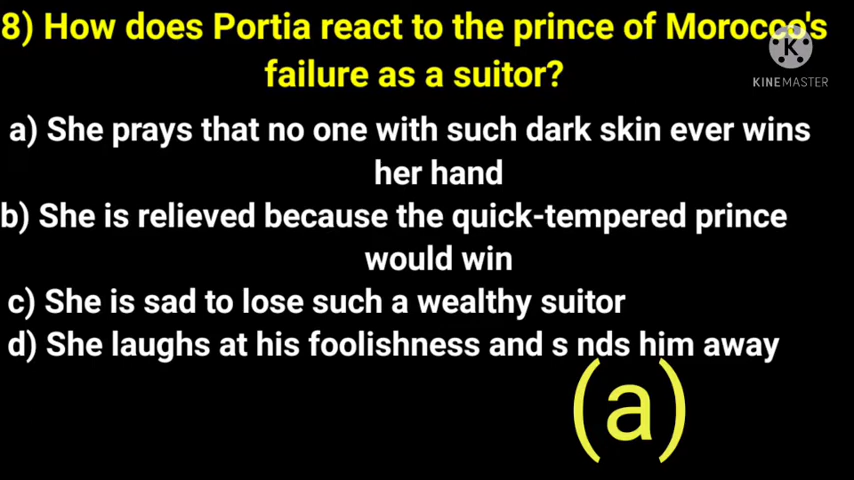 8) How does Portia react to the prince of Morocco's
failure as a suitor?
K
KINEMASTER
a) She prays that no one with such dark skin ever wins
her hand
b) She is relieved because the quick-tempered prince
would win
c) She is sad to lose such a wealthy suitor
d) She laughs at his foolishness and s nds him away
(a)